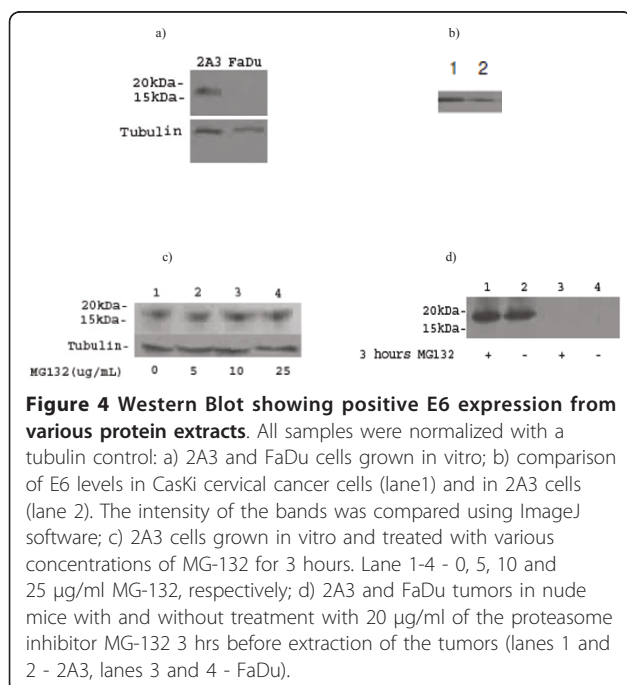 a)
b)
2A3 FaDu
20kDa-
15kDa-
Tubulin
1 2
c)
d)
1 2 3 4
20kDa-
15kDa-
Tubulin-
MG132(ug/mL) 0 5 10 25
1 2 3 4
20kDa-
15kDa-
3 hours MG132 + - + -
Figure 4 Western Blot showing positive E6 expression from
various protein extracts. All samples were normalized with a
tubulin control: a) 2A3 and FaDu cells grown in vitro; b) comparison
of E6 levels in CasKi cervical cancer cells (lane1) and in 2A3 cells
(lane 2). The intensity of the bands was compared using ImageJ
software; c) 2A3 cells grown in vitro and treated with various
concentrations of MG-132 for 3 hours. Lane 1-4 - 0, 5, 10 and
25 μg/ml MG-132, respectively; d) 2A3 and FaDu tumors in nude
mice with and without treatment with 20 μg/ml of the proteasome
inhibitor MG-132 3 hrs before extraction of the tumors (lanes 1 and
2 - 2A3, lanes 3 and 4 - FaDu).